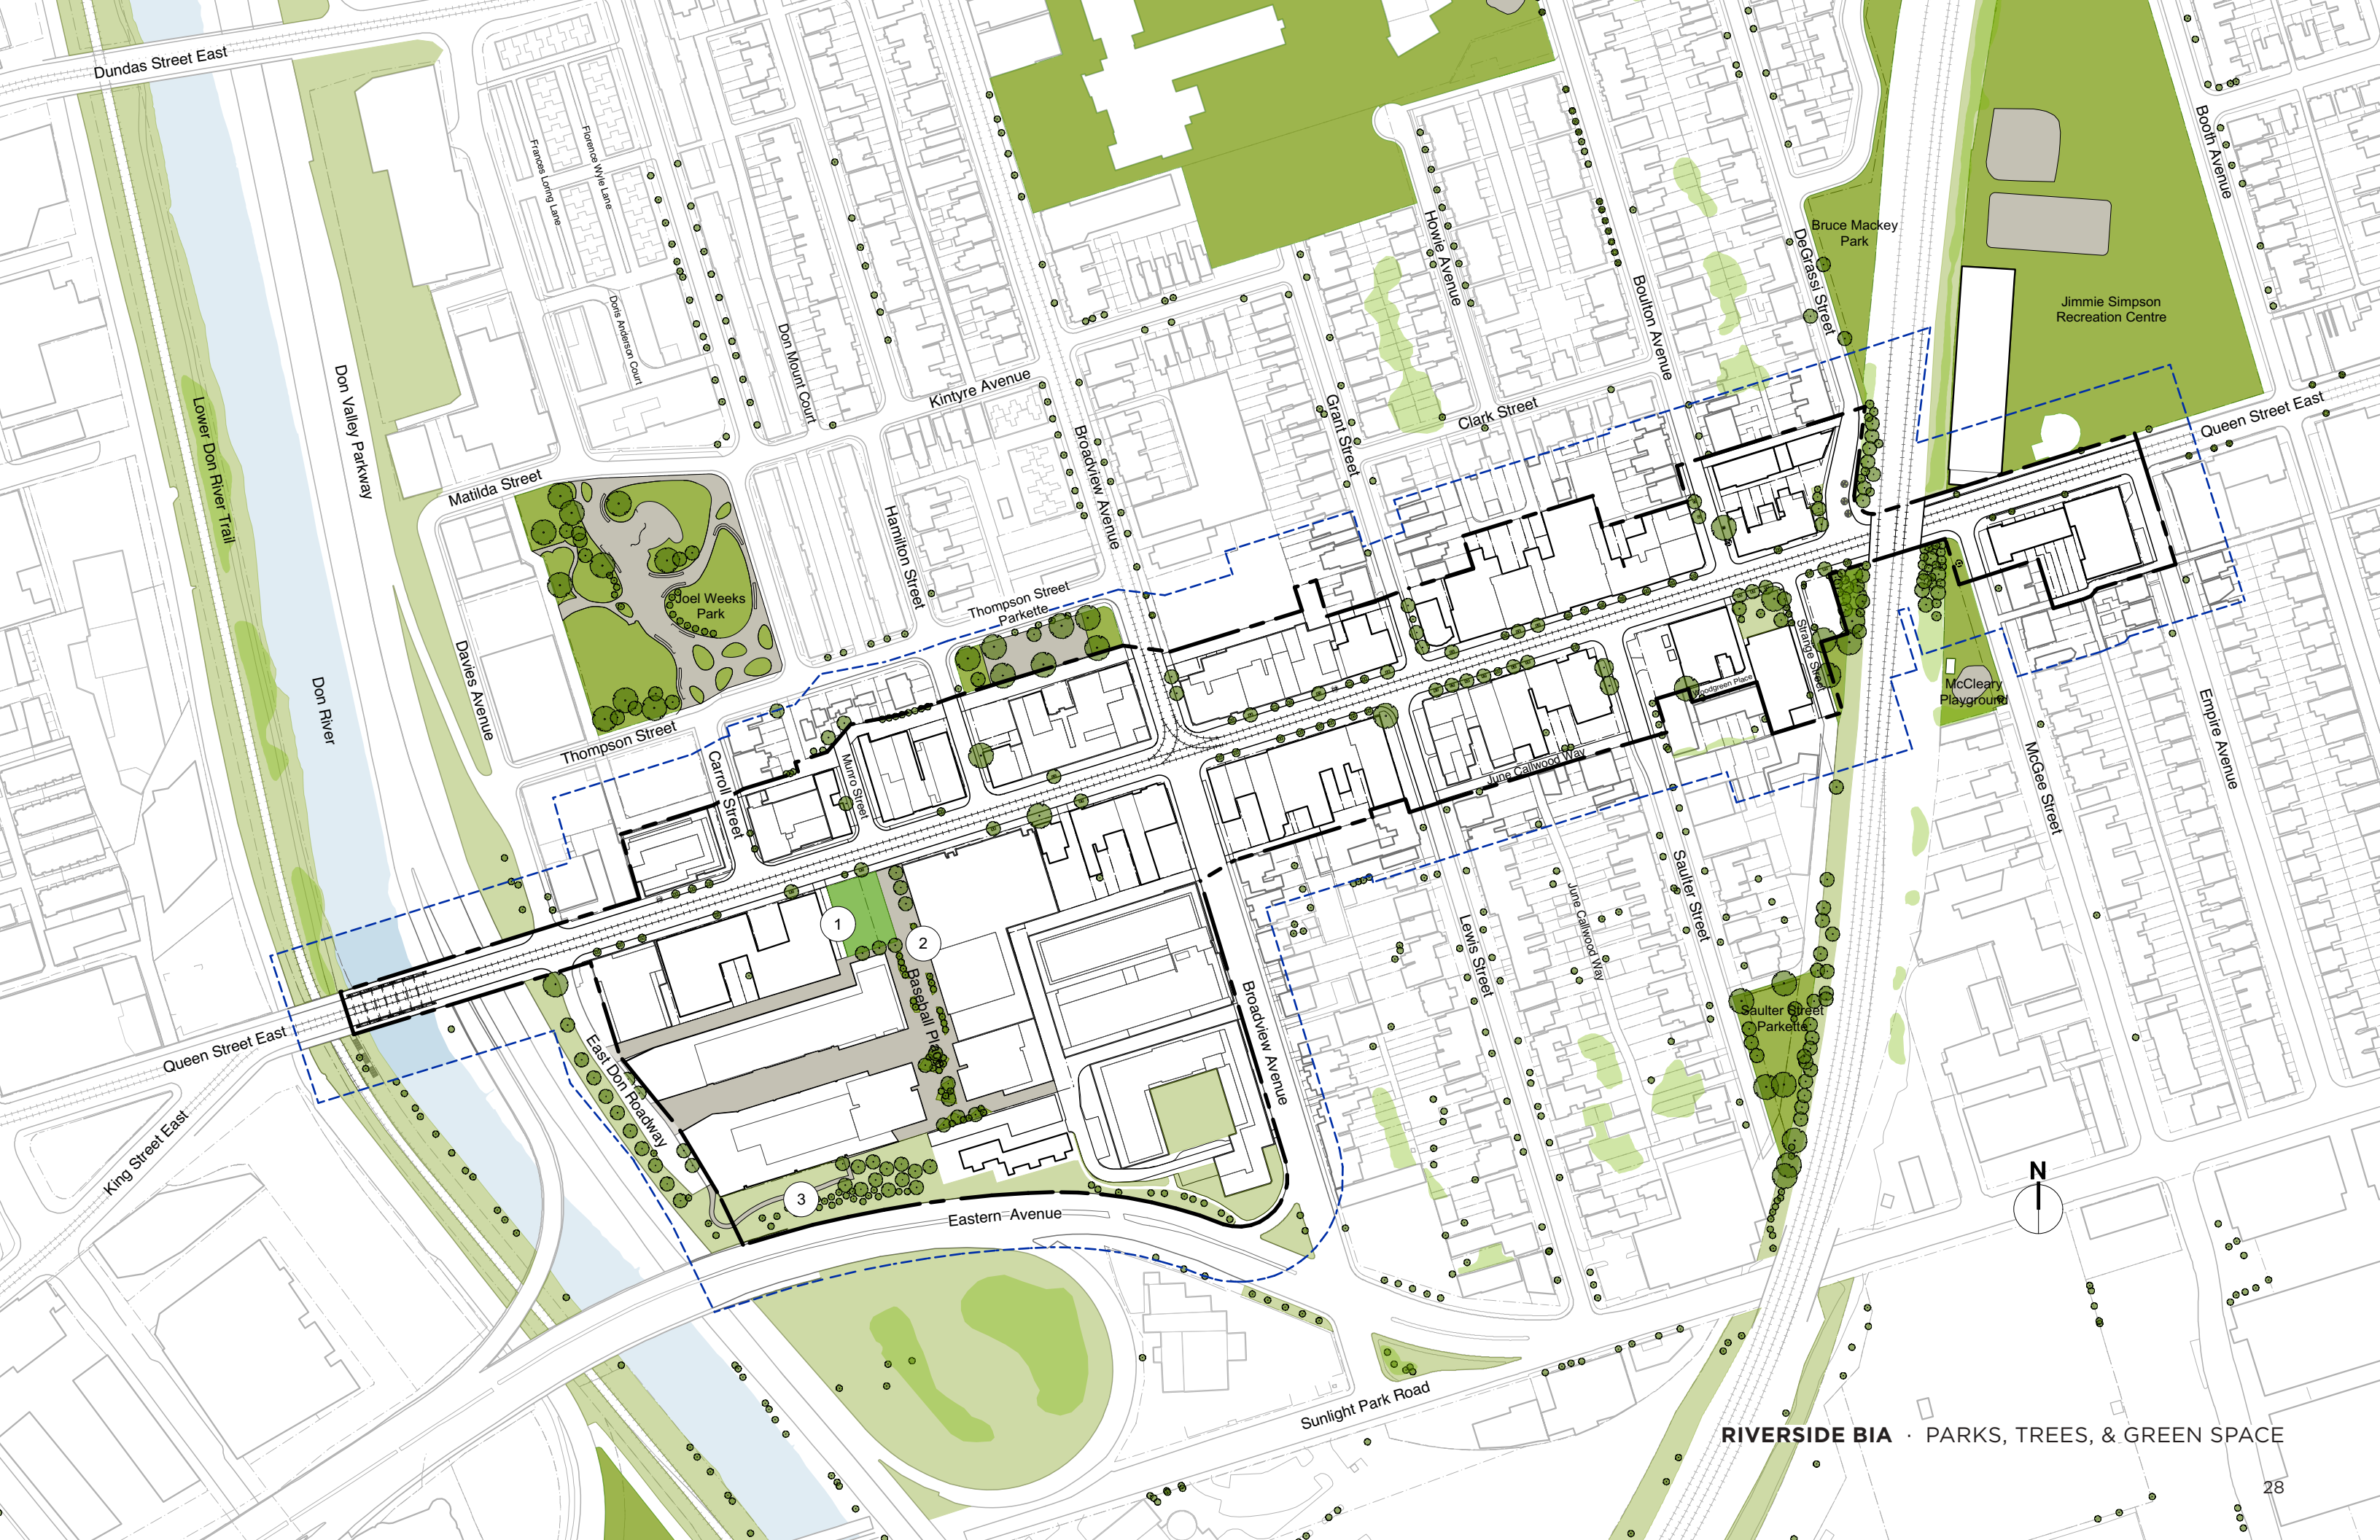 Dundas Street East
Frances Loring Lane
Florence Wyle Lane
Doris Anderson Court
Don Mount Court
Booth Avenue
Howie Avenue
Bruce Mackey
Park
DeGrassi Street
Boulton Avenue
Jimmie Simpson
Recreation Centre
Lower Don River Trail
Don Valley Parkway
Kintyre Avenue
Grant Street
Clark Street
Queen Street East
Broadview Avenue
Matilda Street
Hamilton Street
Joel Weeks
Park
Thompson Street
Parkette
Davies Avenue
Don River
Strange Street
Woodgreen Place
McCleary
Playground
Empire Avenue
Thompson Street
Carroll Street
Munro Street
June Callwood Way
McGee Street
Saulter Street
June Callwood Way
Lewis Street
1
2
Baseball Pla
Broadview Avenue
Saulter Street
Parkette
Queen Street East
East Don Roadway
King Street East
3
Eastern Avenue
N
Sunlight Park Road
RIVERSIDE BIA · PARKS, TREES, & GREEN SPACE
28